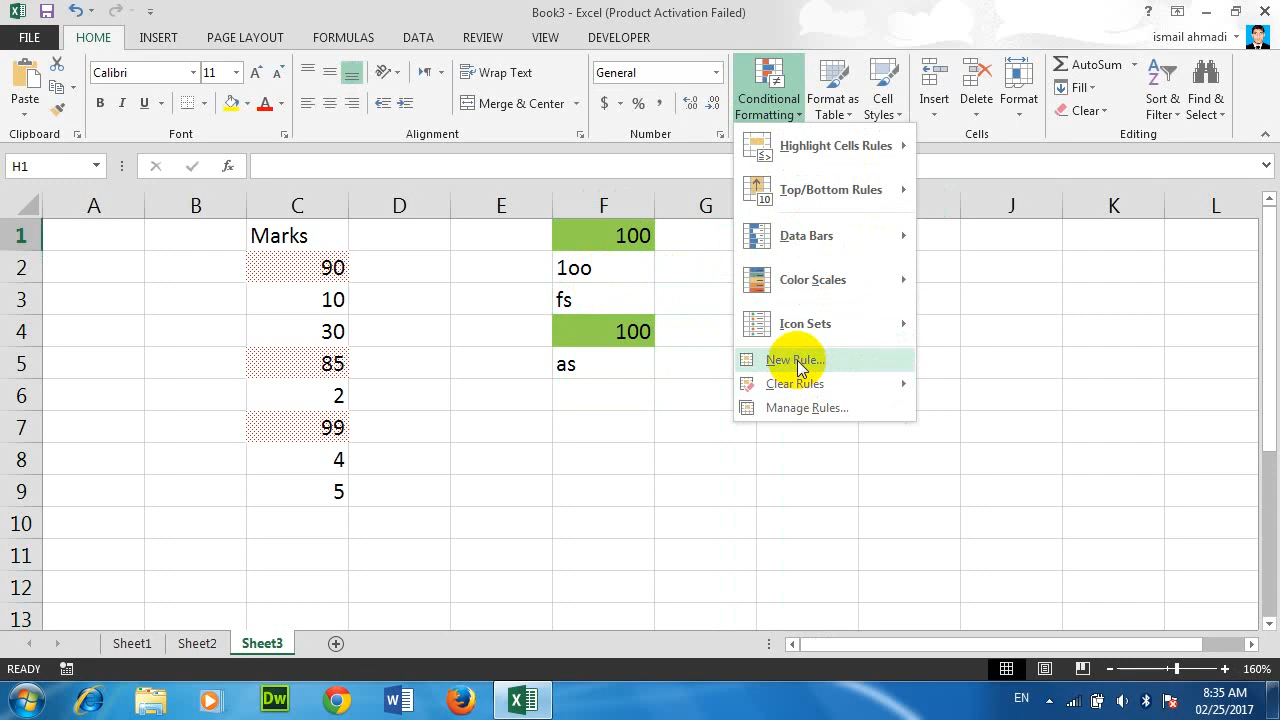 Book3 - Excel (Product Activation Failed)
FILE HOME INSERT PAGE LAYOUT FORMULAS DATA REVIEW VIEW DEVELOPER ismail ahmadi
Calibri 11 Wrap Text General AutoSum
Paste B I U Merge & Center $ % , Conditional Formatting Format as Table Cell Styles Insert Delete Format Fill Clear Sort & Filter Find & Select
Clipboard Font Alignment Number Cells Editing
H1 fx
Highlight Cells Rules
Top/Bottom Rules
Data Bars
Color Scales
Icon Sets
New Rule...
Clear Rules
Manage Rules...
A B C D E F G J K L
1 Marks 100
2 90 1oo
3 10 fs
4 30 100
5 85 as
6 2
7 99
8 4
9 5
10
11
12
13
Sheet1 Sheet2 Sheet3
READY 160%
Dw EN 8:35 AM
02/25/2017